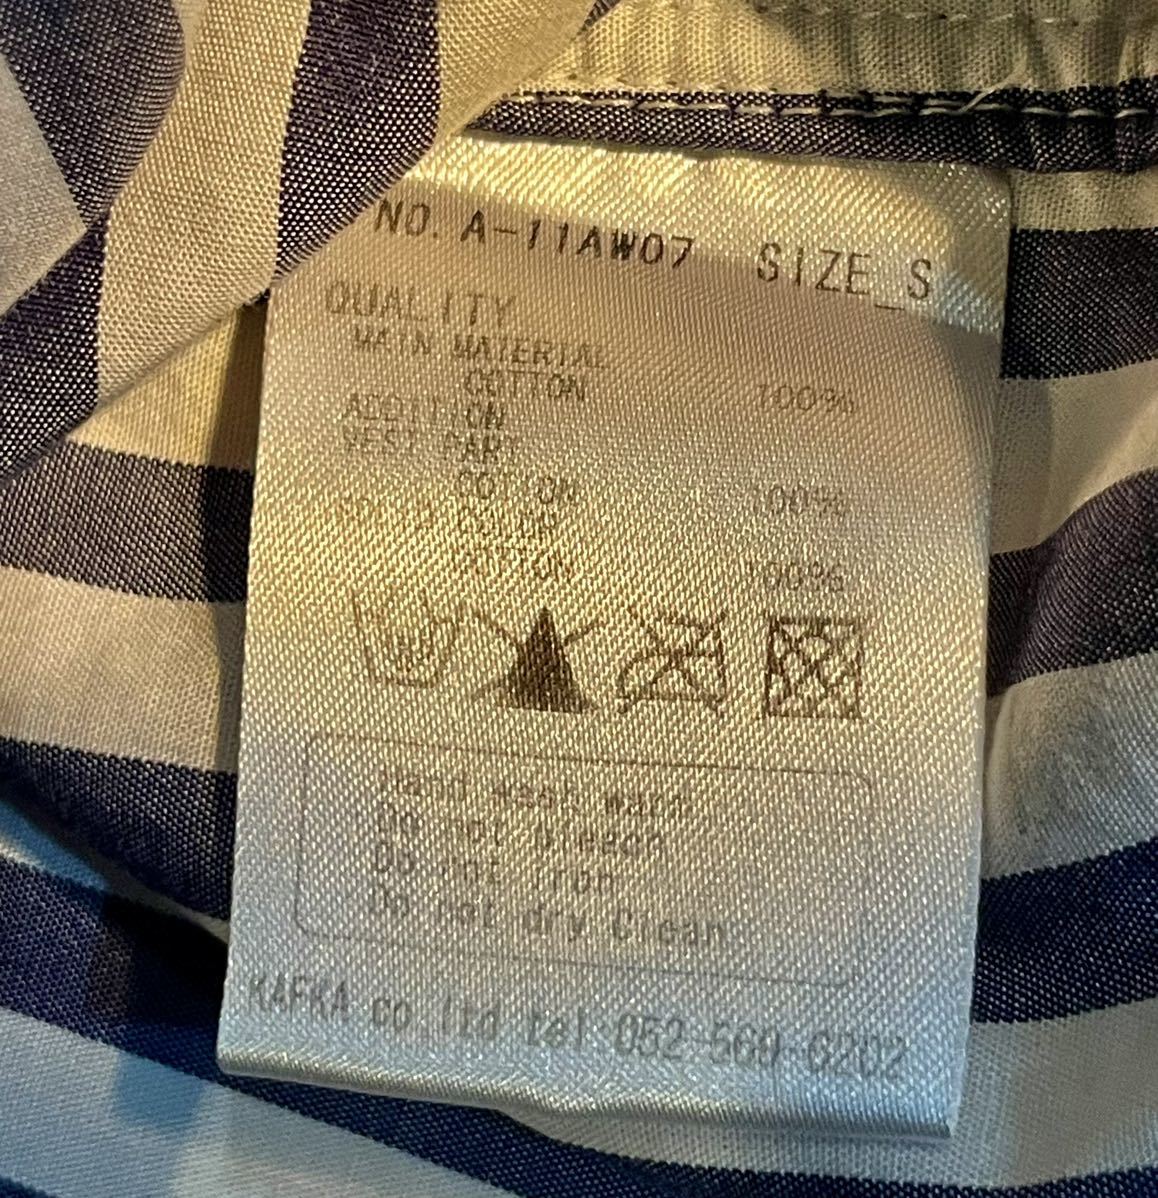 NO. A-11AW07 SIZE_S
QUALITY
MAIN MATERIAL
COTTON 100%
ADDITION
REST PART
COTTON 100%
COLOR
COTTON 100%
Hand wash warm
Do not bleach
Do not iron
Do not dry Clean
KAFKA co ltd tel 052-569-6202